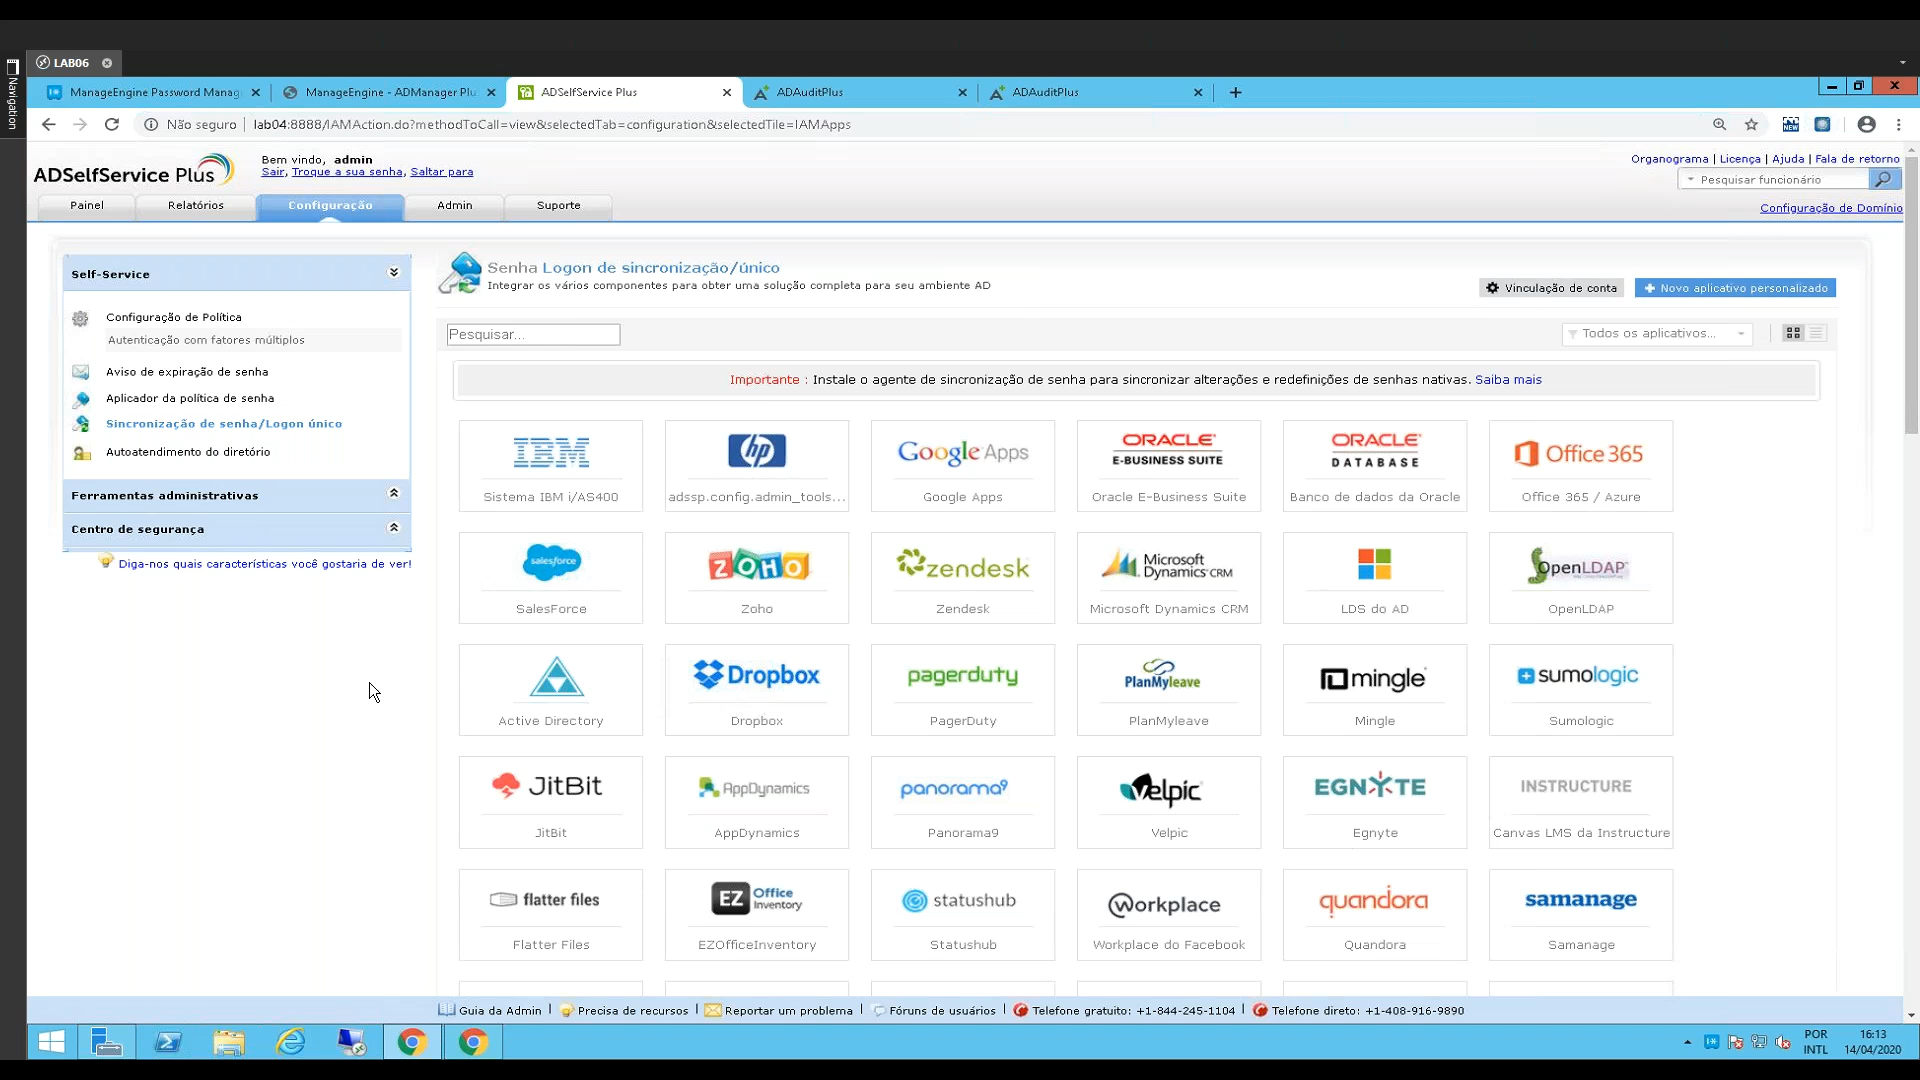 LAB06
Navigation
ManageEngine Password Manag
ManageEngine - ADManager Plu
ADSelfService Plus
ADAuditPlus
ADAuditPlus
Não seguro
lab04:8888/IAMAction.do?methodToCall=view&selectedTab=configuration&selectedTile=IAMApps
NEW
ADSelfService Plus
Bem vindo, admin
Sair, Troque a sua senha, Saltar para
Organograma | Licença | Ajuda | Fala de retorno
Pesquisar funcionário
Configuração de Domínio
Painel
Relatórios
Configuração
Admin
Suporte
Self-Service
Configuração de Política
Autenticação com fatores múltiplos
Aviso de expiração de senha
Aplicador da política de senha
Sincronização de senha/Logon único
Autoatendimento do diretório
Ferramentas administrativas
Centro de segurança
Diga-nos quais características você gostaria de ver!
Senha Logon de sincronização/único
Integrar os vários componentes para obter uma solução completa para seu ambiente AD
Vinculação de conta
Novo aplicativo personalizado
Pesquisar...
Todos os aplicativos...
Importante : Instale o agente de sincronização de senha para sincronizar alterações e redefinições de senhas nativas. Saiba mais
IBM
Sistema IBM i/AS400
hp
adssp.config.admin_tools...
Google Apps
Google Apps
ORACLE
E-BUSINESS SUITE
Oracle E-Business Suite
ORACLE
DATABASE
Banco de dados da Oracle
Office 365
Office 365 / Azure
salesforce
SalesForce
ZOHO
Zoho
zendesk
Zendesk
Microsoft
Dynamics CRM
Microsoft Dynamics CRM
LDS do AD
OpenLDAP
OpenLDAP
Active Directory
Dropbox
Dropbox
pagerduty
PagerDuty
PlanMyleave
PlanMyleave
mingle
Mingle
sumologic
Sumologic
JitBit
JitBit
AppDynamics
AppDynamics
panorama9
Panorama9
Velpic
Velpic
EGNYTE
Egnyte
INSTRUCTURE
Canvas LMS da Instructure
flatter files
Flatter Files
EZ Office
Inventory
EZOfficeInventory
statushub
Statushub
workplace
Workplace do Facebook
quandora
Quandora
samanage
Samanage
Guia da Admin | Precisa de recursos | Reportar um problema | Fóruns de usuários | Telefone gratuito: +1-844-245-1104 | Telefone direto: +1-408-916-9890
POR
INTL
16:13
14/04/2020